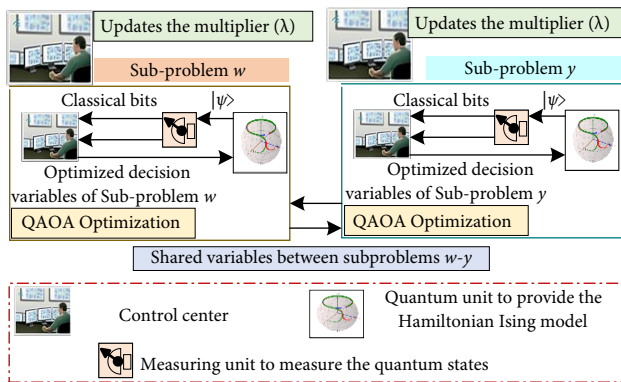 Updates the multiplier (λ)
Sub-problem w
Classical bits
|ψ⟩
Optimized decision
variables of Sub-problem w
QAOA Optimization
Updates the multiplier (λ)
Sub-problem y
Classical bits
|ψ⟩
Optimized decision
variables of Sub-problem y
QAOA Optimization
Shared variables between subproblems w-y
Control center
Quantum unit to provide the
Hamiltonian Ising model
Measuring unit to measure the quantum states